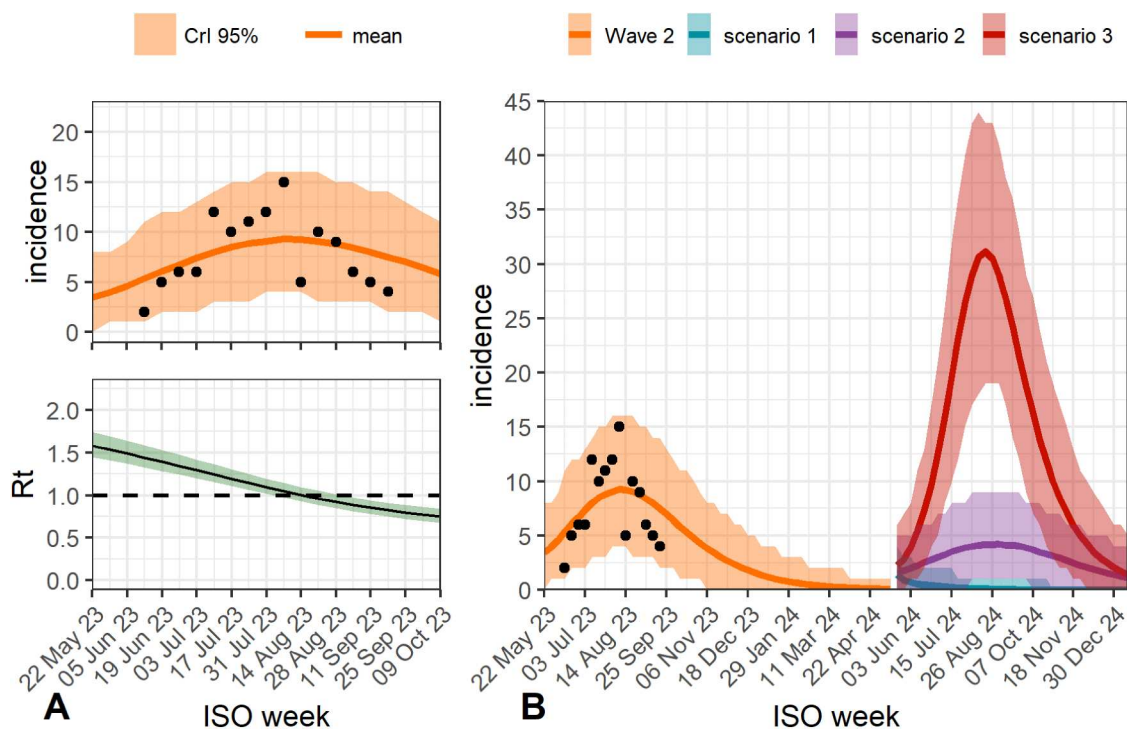 CrI 95%
mean
Wave 2
scenario 1
scenario 2
scenario 3
incidence
20
15
10
5
0
Rt
2.0
1.5
1.0
0.5
0.0
22 May 23
05 Jun 23
19 Jun 23
03 Jul 23
17 Jul 23
31 Jul 23
14 Aug 23
28 Aug 23
11 Sep 23
25 Sep 23
09 Oct 23
A
ISO week
incidence
45
40
35
30
25
20
15
10
5
0
22 May 23
03 Jul 23
14 Aug 23
25 Sep 23
06 Nov 23
18 Dec 23
29 Jan 24
11 Mar 24
22 Apr 24
03 Jun 24
15 Jul 24
26 Aug 24
07 Oct 24
18 Nov 24
30 Dec 24
B
ISO week